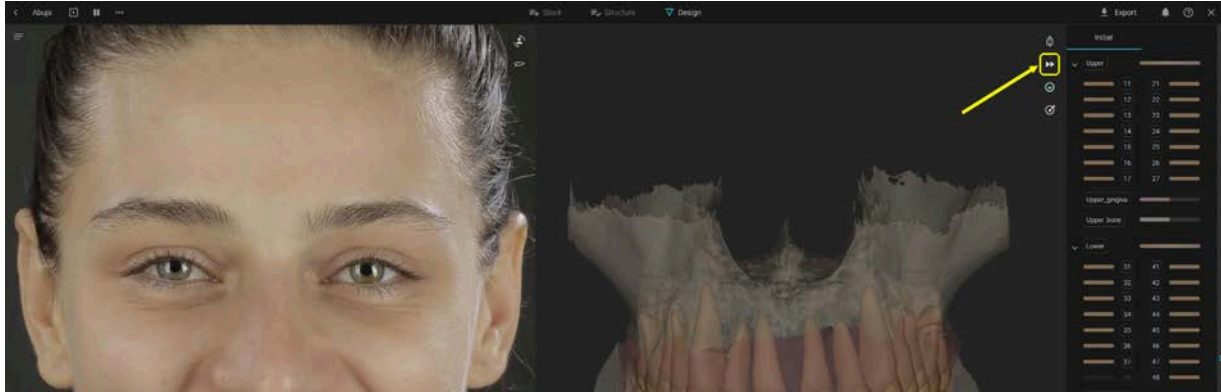 Abujs
Stock
Structure
Design
Export
Initial
Upper
11 21
12 22
13 23
14 24
15 25
16 26
17 27
Upper_gingiva
Upper bone
Lower
31 41
32 42
33 43
34 44
35 45
36 46
37 47
48